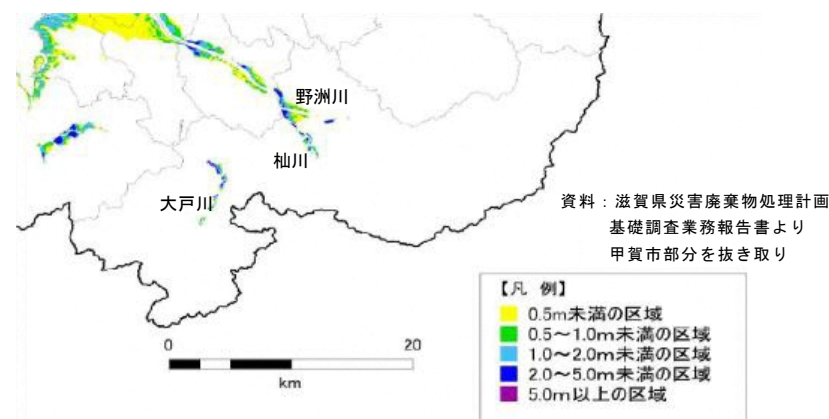 野洲川
杣川
大戸川
資料：滋賀県災害廃棄物処理計画
基礎調査業務報告書より
甲賀市部分を抜き取り
【凡 例】
0.5m未満の区域
0.5～1.0m未満の区域
1.0～2.0m未満の区域
2.0～5.0m未満の区域
5.0m以上の区域
0 20
km